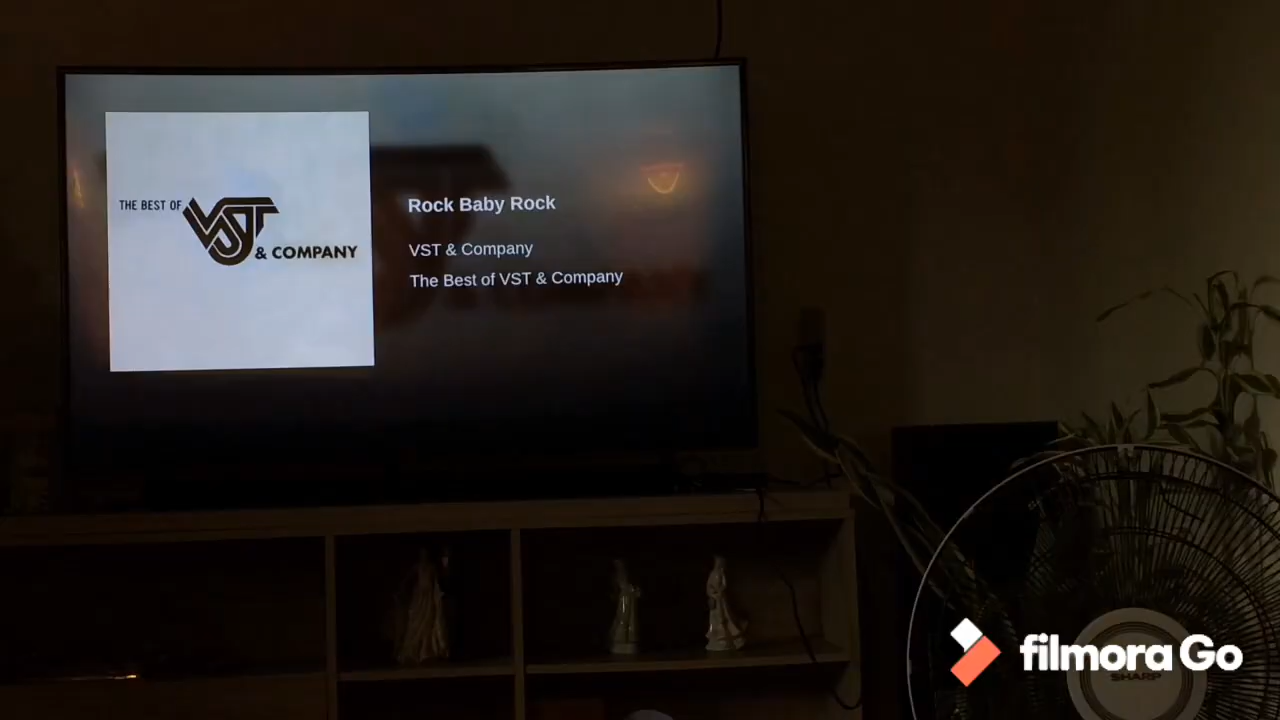 THE BEST OF VST & COMPANY
Rock Baby Rock
VST & Company
The Best of VST & Company
filmora Go
SHARP